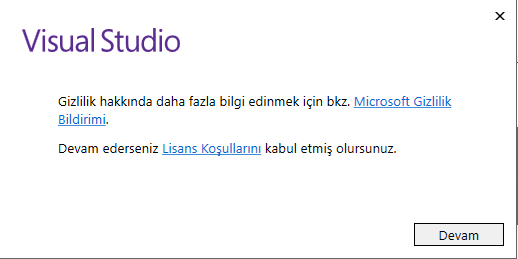 Visual Studio
Gizlilik hakkında daha fazla bilgi edinmek için bkz. Microsoft Gizlilik
Bildirimi.
Devam ederseniz Lisans Koşullarını kabul etmiş olursunuz.
Devam